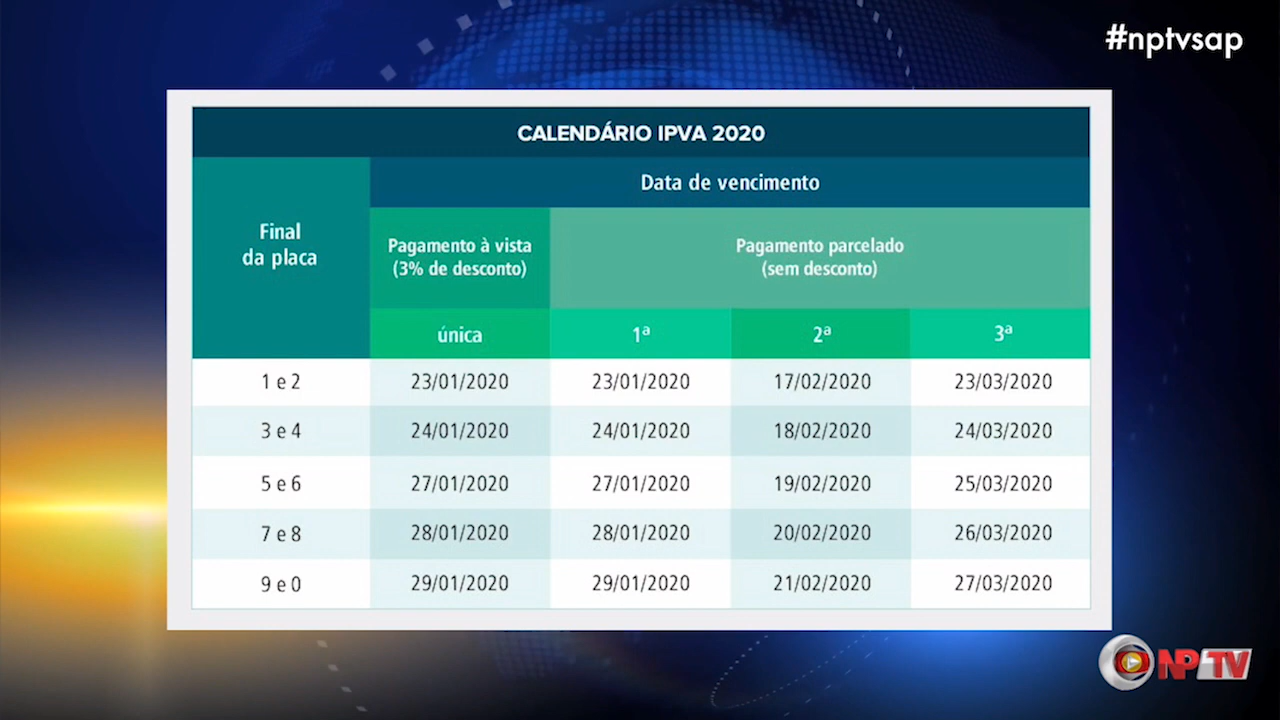 #nptvsap
CALENDÁRIO IPVA 2020
Data de vencimento
Final
da placa
Pagamento à vista
(3% de desconto)
Pagamento parcelado
(sem desconto)
única 1ª 2ª 3ª
1 e 2 23/01/2020 23/01/2020 17/02/2020 23/03/2020
3 e 4 24/01/2020 24/01/2020 18/02/2020 24/03/2020
5 e 6 27/01/2020 27/01/2020 19/02/2020 25/03/2020
7 e 8 28/01/2020 28/01/2020 20/02/2020 26/03/2020
9 e 0 29/01/2020 29/01/2020 21/02/2020 27/03/2020
NPTV